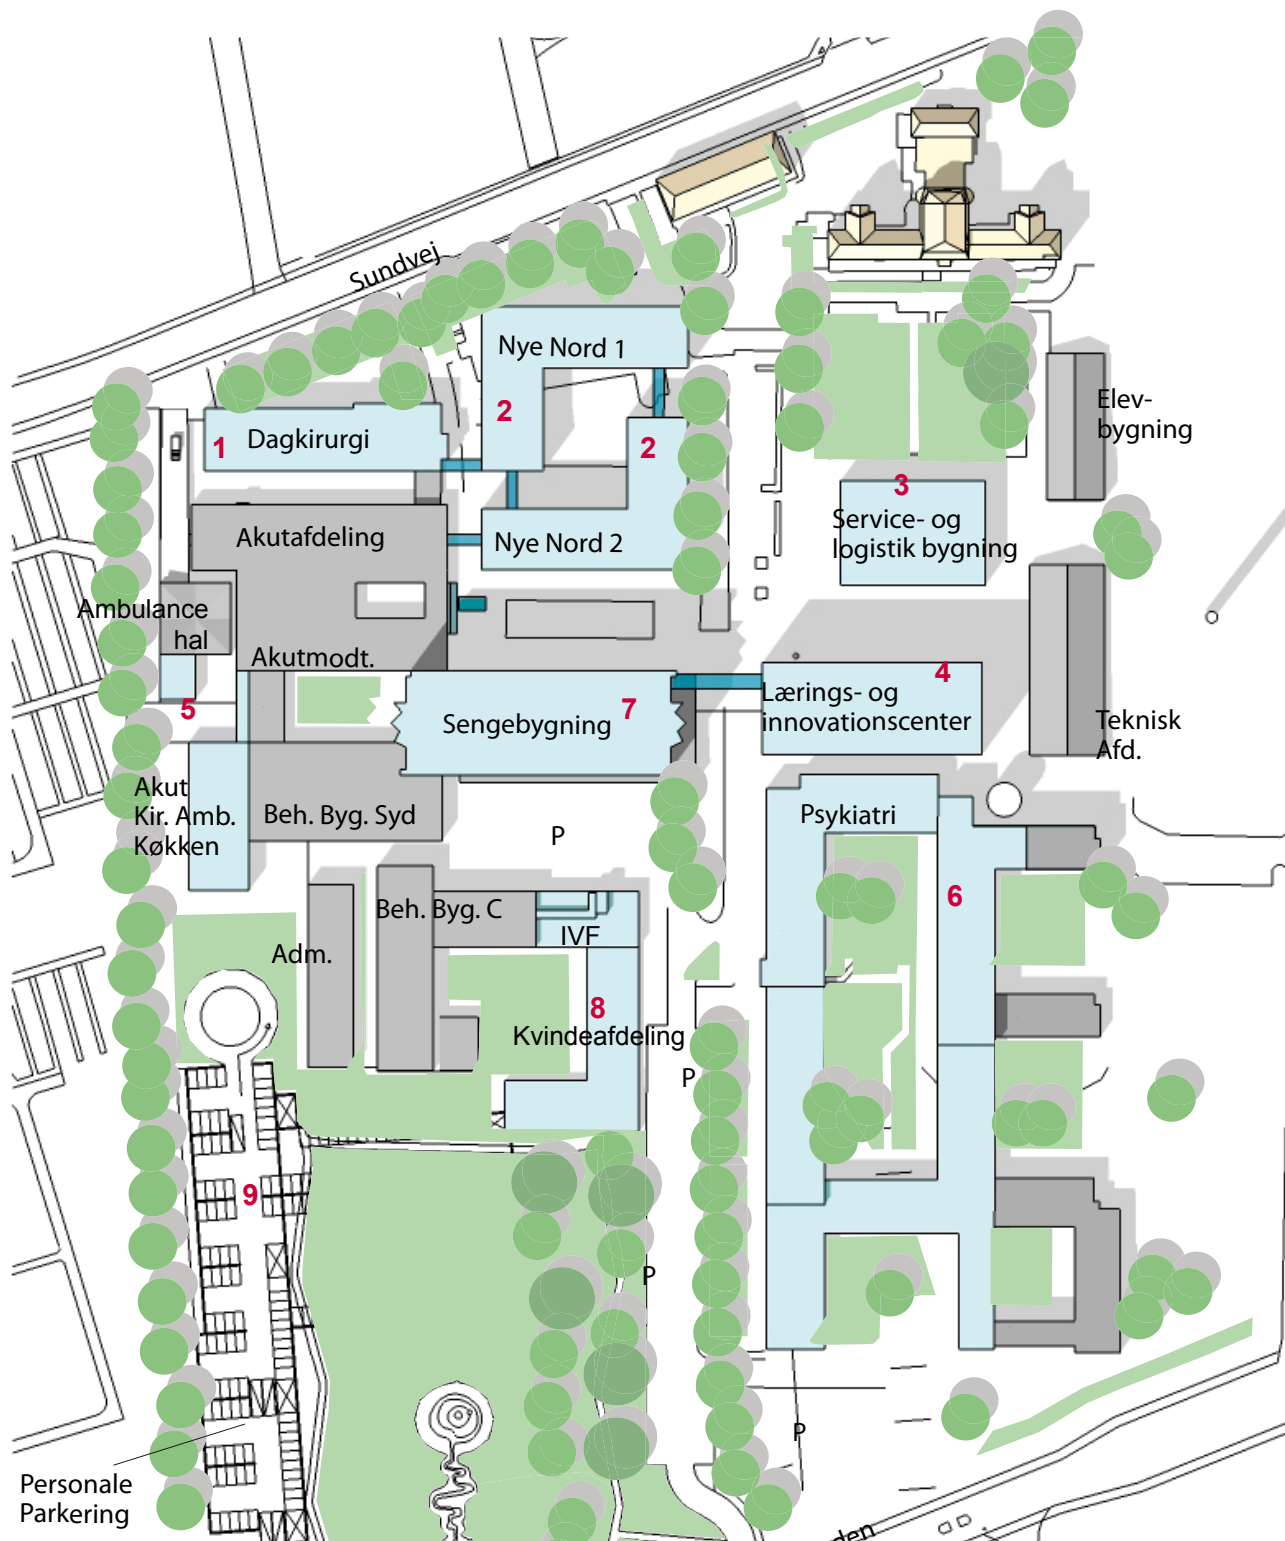 Sundvej
Nye Nord 1
2
1
Dagkirurgi
2
Elev-
bygning
3
Service- og
logistik bygning
Akutafdeling
Nye Nord 2
Ambulance
hal
Akutmodt.
4
Lærings- og
innovationscenter
5
Sengebygning
7
Teknisk
Afd.
Akut
Kir. Amb.
Køkken
Beh. Byg. Syd
P
Psykiatri
6
Beh. Byg. C
IVF
Adm.
8
Kvindeafdeling
P
9
P
P
Personale
Parkering